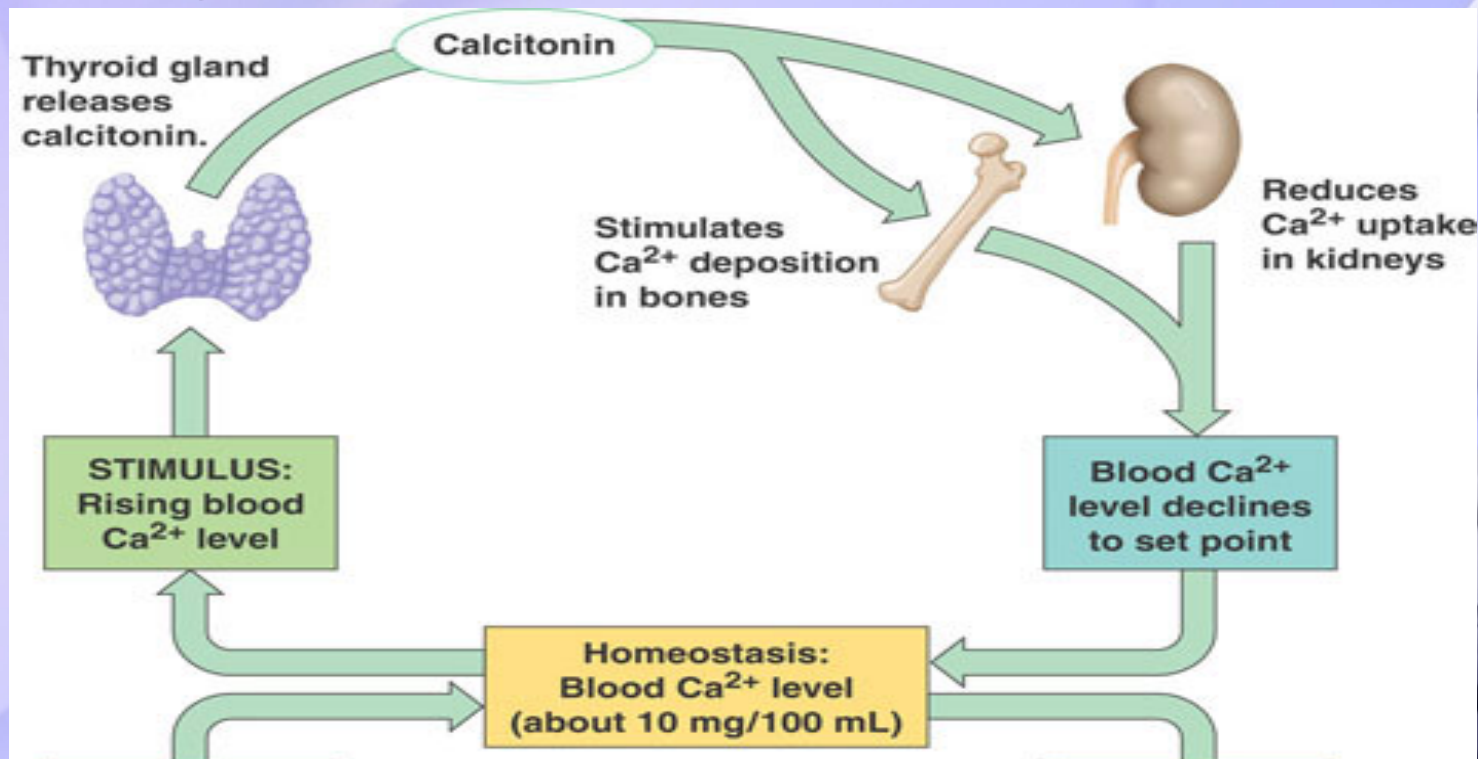 Calcitonin
Thyroid gland
releases
calcitonin.
Stimulates
Ca²⁺ deposition
in bones
Reduces
Ca²⁺ uptake
in kidneys
STIMULUS:
Rising blood
Ca²⁺ level
Blood Ca²⁺
level declines
to set point
Homeostasis:
Blood Ca²⁺ level
(about 10 mg/100 mL)